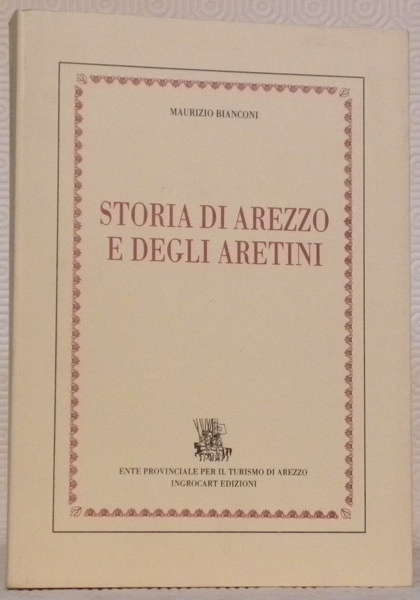 MAURIZIO BIANCONI
STORIA DI AREZZO
E DEGLI ARETINI
ENTE PROVINCIALE PER IL TURISMO DI AREZZO
INGROCART EDIZIONI